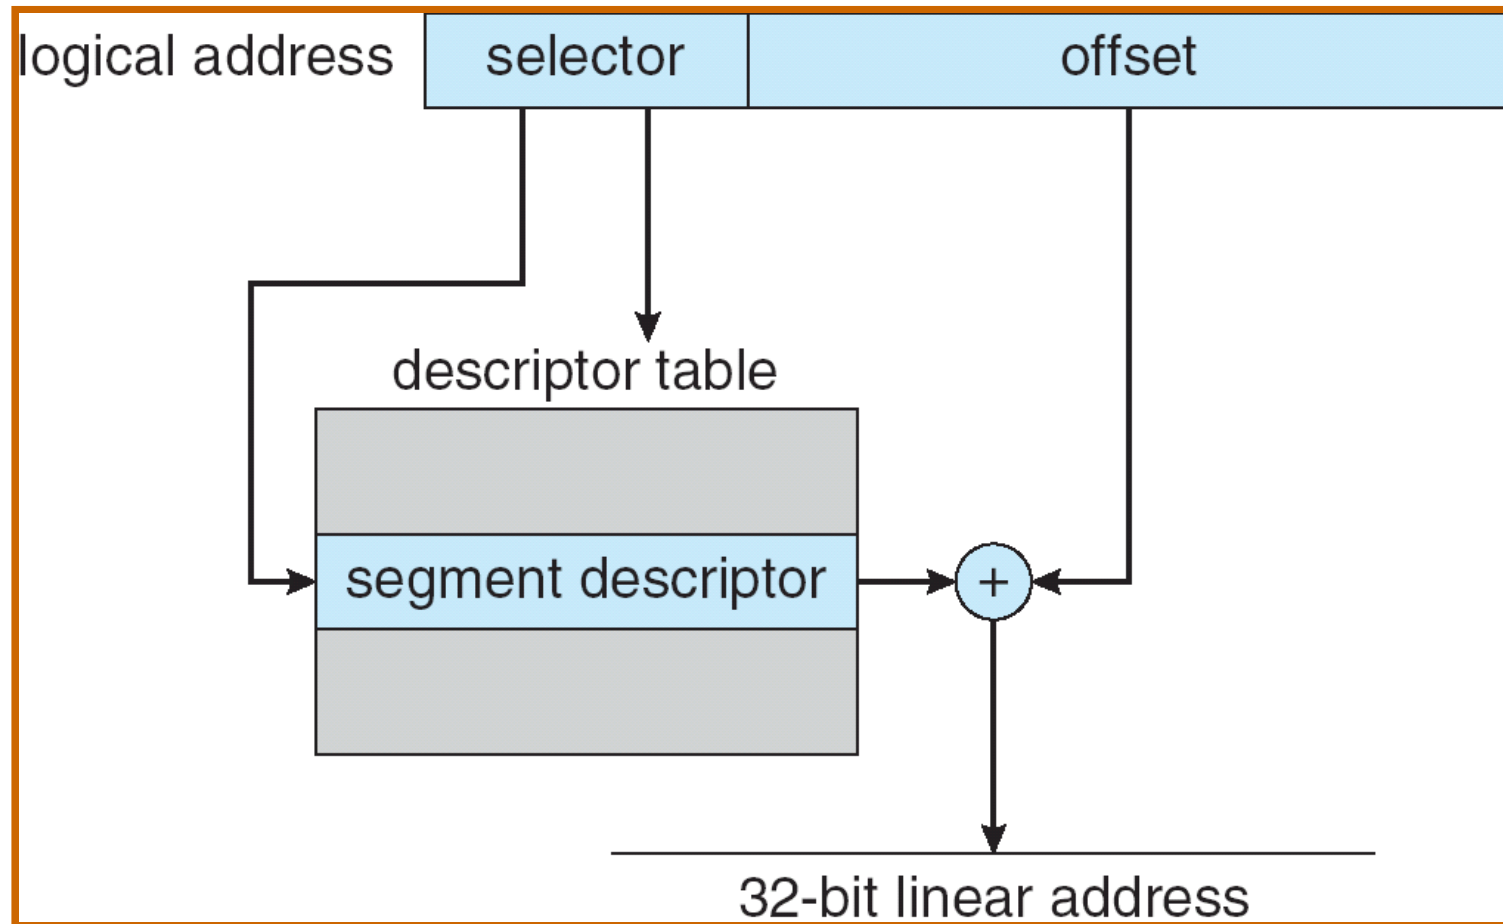 logical address selector offset
descriptor table
segment descriptor +
32-bit linear address